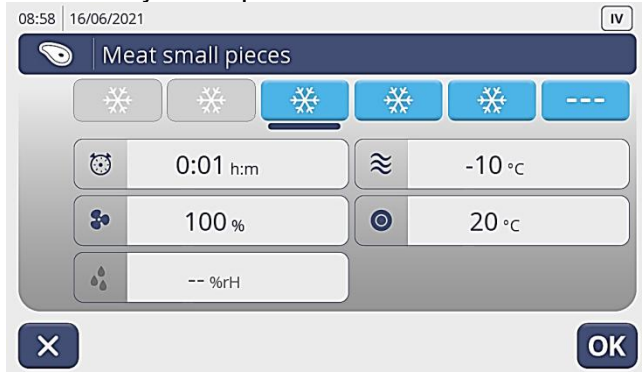 08:58 16/06/2021 IV
Meat small pieces
---
0:01 h:m -10 °C
100 % 20 °C
-- %rH
OK